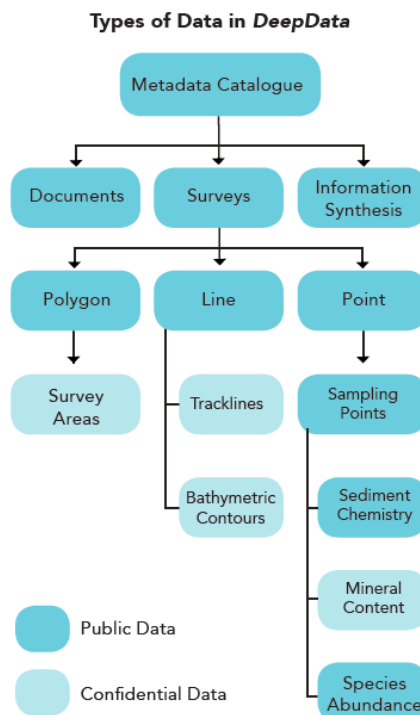 Types of Data in DeepData
Metadata Catalogue
Documents
Surveys
Information
Synthesis
Polygon
Line
Point
Survey
Areas
Tracklines
Sampling
Points
Bathymetric
Contours
Sediment
Chemistry
Mineral
Content
Species
Abundance
Public Data
Confidential Data